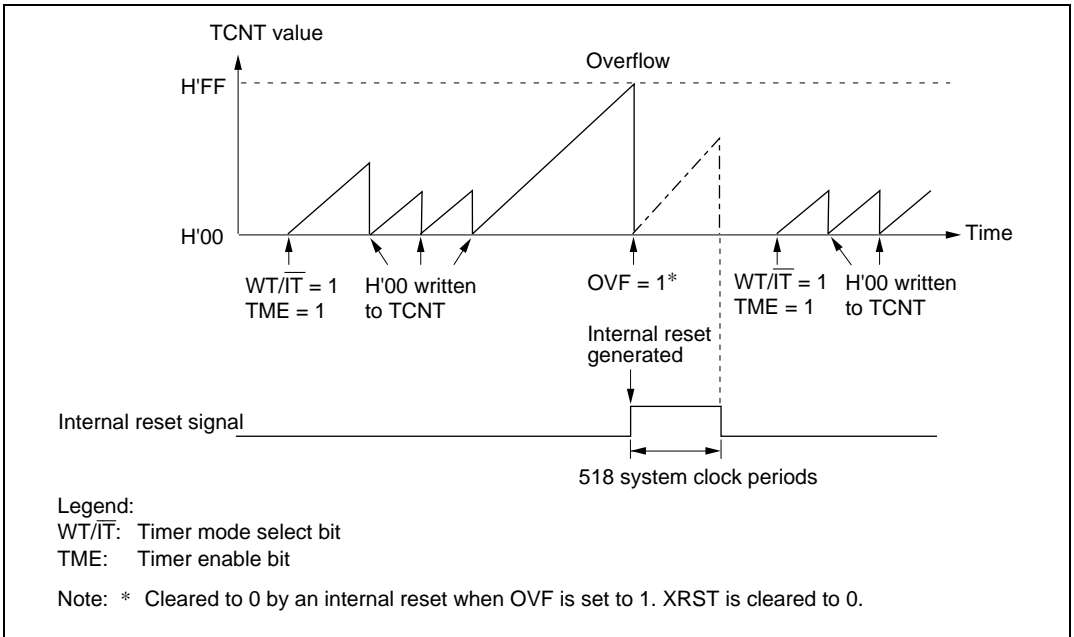 TCNT value
Overflow
H'FF
H'00
Time
WT/IT = 1
TME = 1
H'00 written
to TCNT
OVF = 1*
WT/IT = 1
TME = 1
H'00 written
to TCNT
Internal reset
generated
Internal reset signal
518 system clock periods
Legend:
WT/IT: Timer mode select bit
TME: Timer enable bit
Note: * Cleared to 0 by an internal reset when OVF is set to 1. XRST is cleared to 0.